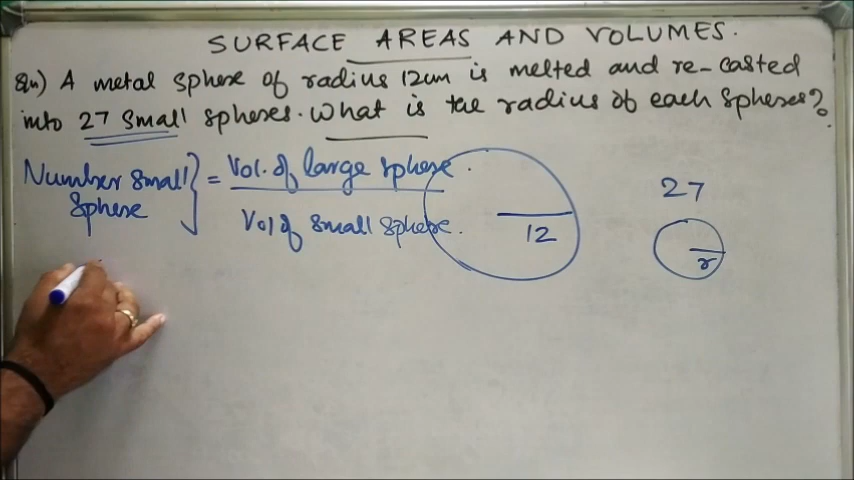 SURFACE AREAS AND VOLUMES.
Qn) A metal sphere of radius 12cm is melted and re-casted
into 27 small spheres. What is the radius of each spheres?
Number small } = Vol. of large sphere.
Sphere
Vol of small sphere.
12
27
r